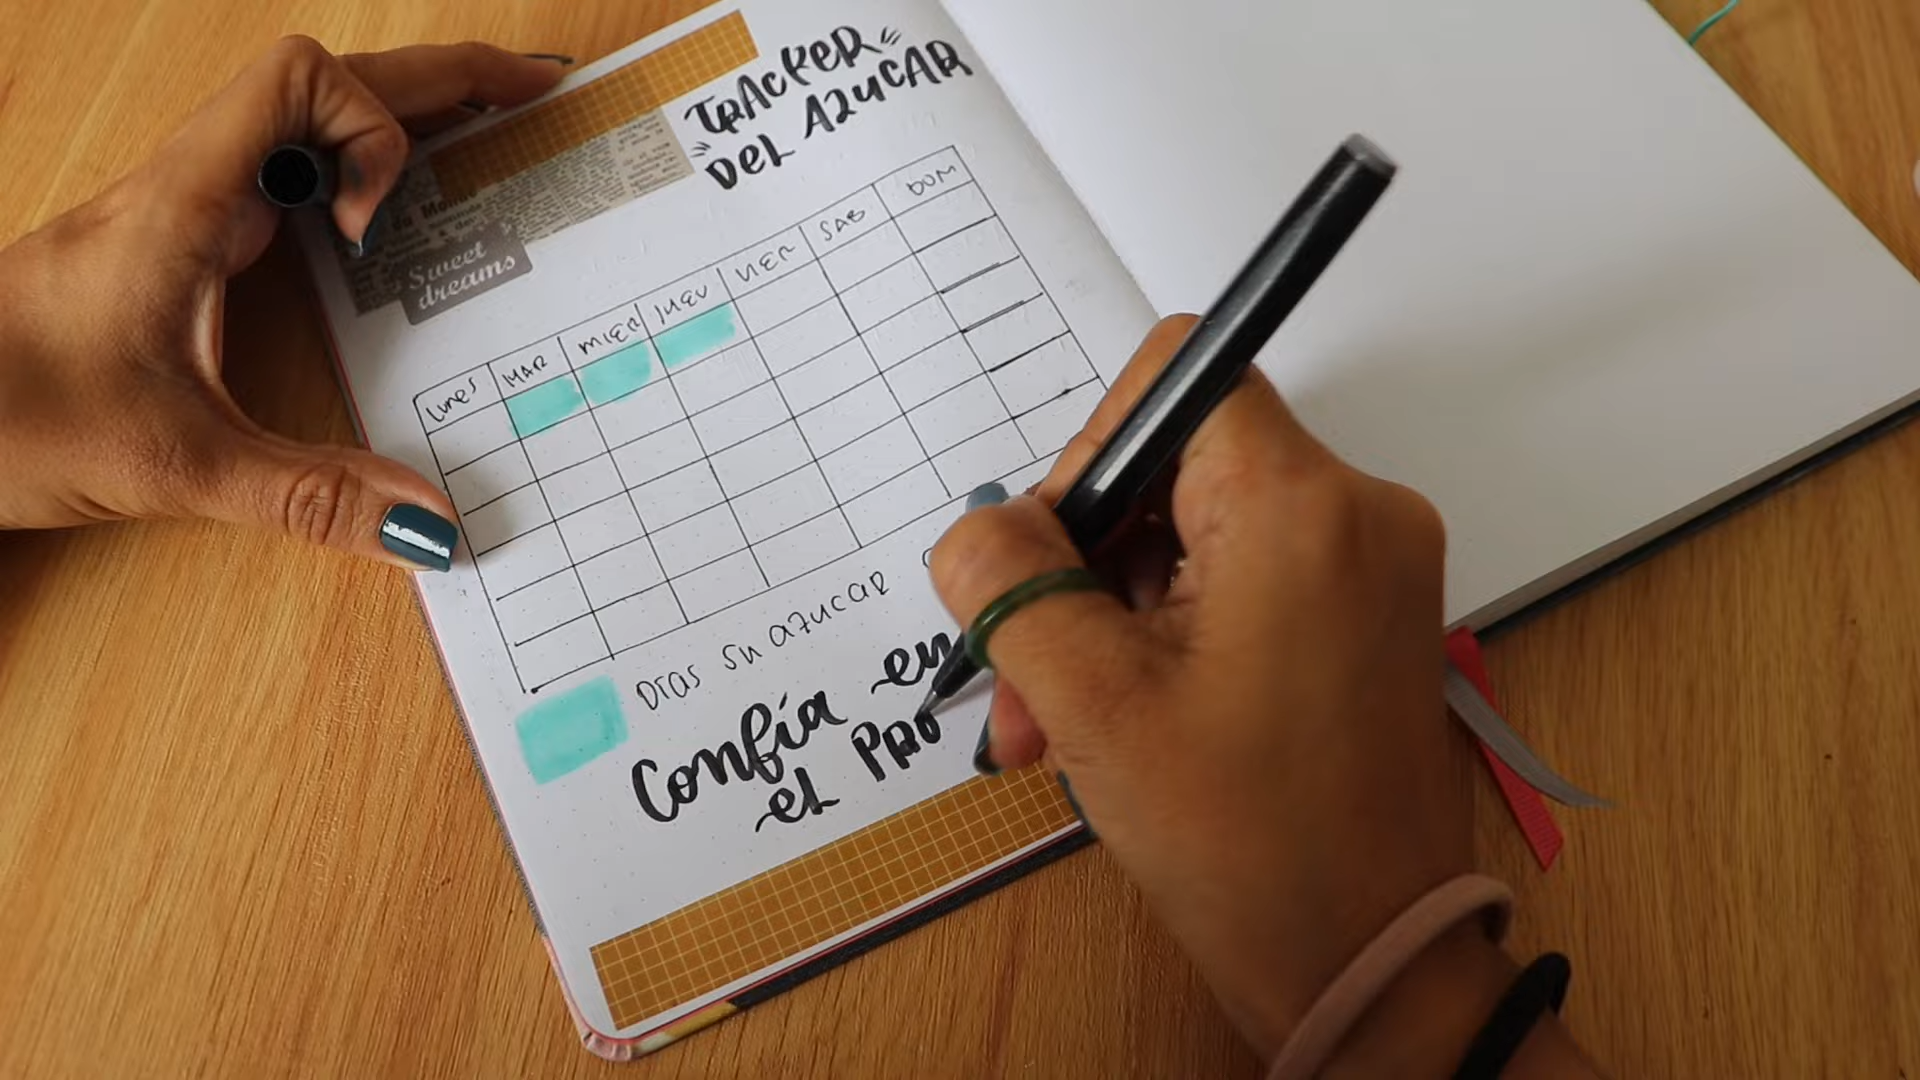 TRACKER
DEL AZUCAR
Sweet
dreams
lunes MAR MIER JUEV VIER SAB DOM
Dias sin azucar
Confía en
el PRO